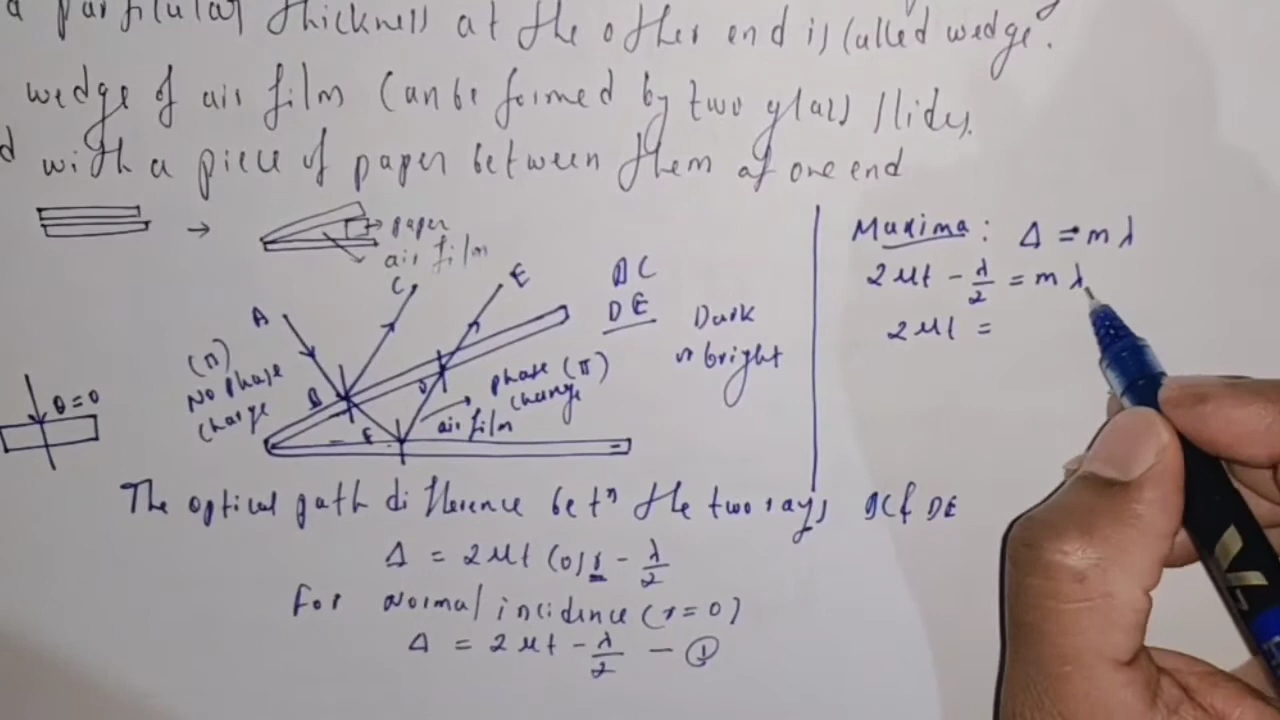 a particular thickness at the other end is called wedge.
wedge of air film can be formed by two glass slides.
d with a piece of paper between them at one end
→ paper
air film
A
C
E
BC
DE
Dark
or bright
(π)
No phase
change
B
D
F
phase (π)
change
air film
θ = 0
The optical path difference betⁿ the two rays BC & DE
Δ = 2μt cos r - λ/2
For Normal incidence (r = 0)
Δ = 2μt - λ/2 — ①
Maxima : Δ = mλ
2μt - λ/2 = mλ
2μt =